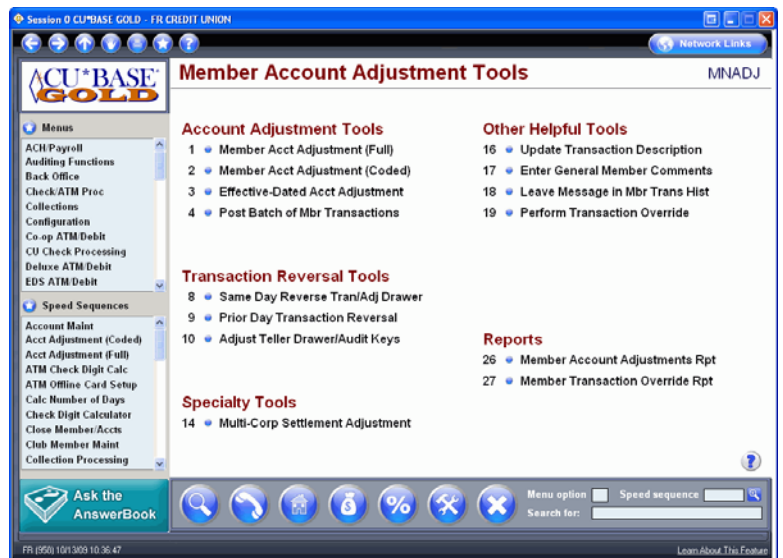 Session 0 CU*BASE GOLD - FR CREDIT UNION
Network Links
CU*BASE
GOLD
Member Account Adjustment Tools
MNADJ
Menus
ACH/Payroll
Auditing Functions
Back Office
Check/ATM Proc
Collections
Configuration
Co-op ATM/Debit
CU Check Processing
Deluxe ATM/Debit
EDS ATM/Debit
Speed Sequences
Account Maint
Acct Adjustment (Coded)
Acct Adjustment (Full)
ATM Check Digit Calc
ATM Offline Card Setup
Calc Number of Days
Check Digit Calculator
Close Member/Accts
Club Member Maint
Collection Processing
Ask the
AnswerBook
Account Adjustment Tools
1 Member Acct Adjustment (Full)
2 Member Acct Adjustment (Coded)
3 Effective-Dated Acct Adjustment
4 Post Batch of Mbr Transactions
Transaction Reversal Tools
8 Same Day Reverse Tran/Adj Drawer
9 Prior Day Transaction Reversal
10 Adjust Teller Drawer/Audit Keys
Specialty Tools
14 Multi-Corp Settlement Adjustment
Other Helpful Tools
16 Update Transaction Description
17 Enter General Member Comments
18 Leave Message in Mbr Trans Hist
19 Perform Transaction Override
Reports
26 Member Account Adjustments Rpt
27 Member Transaction Override Rpt
Menu option
Speed sequence
Search for:
FR (950) 10/13/09 10:36:47
Learn About This Feature